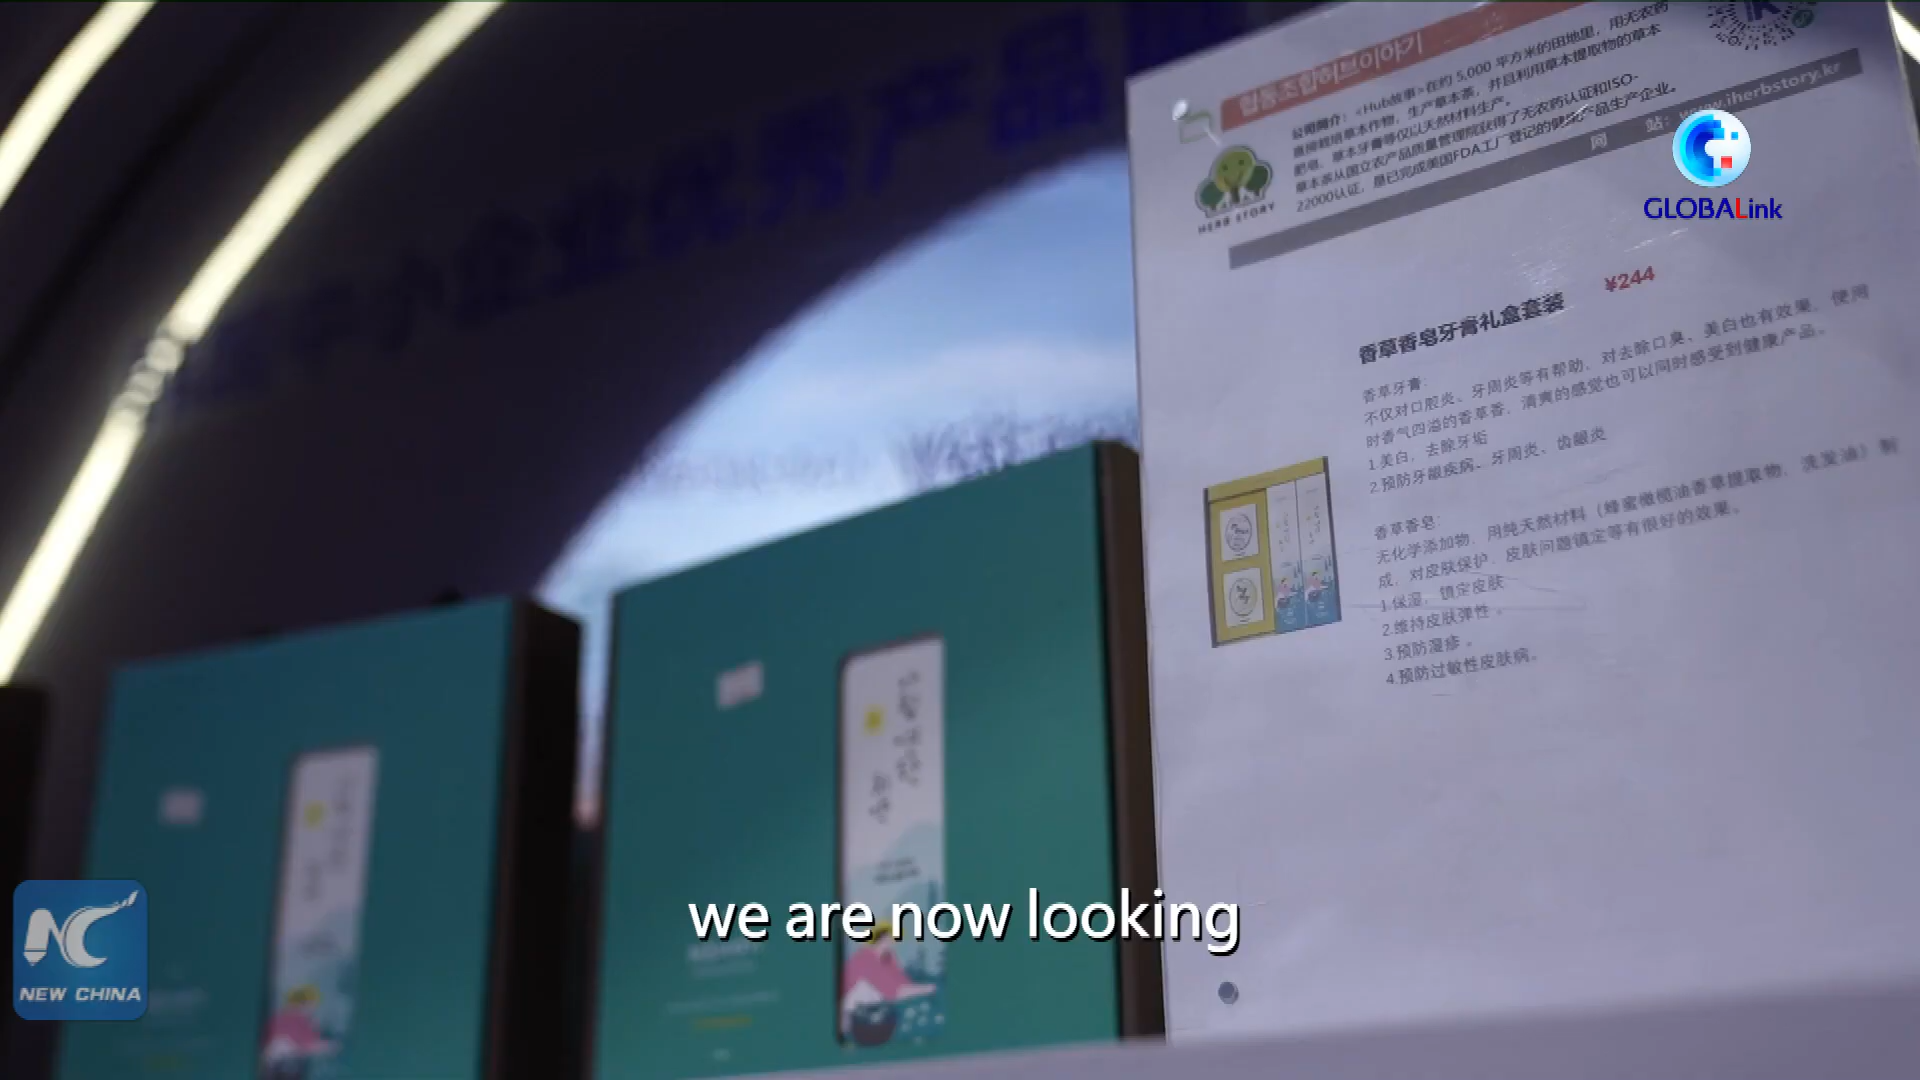 协동조합허브이야기
公司简介：<Hub故事>在约 5,000 平方米的田地里，用无农药
直接栽培草本作物，生产草本茶，并且利用草本提取物的草本
肥皂、草本牙膏等仅以天然材料生产。
草本茶从国立农产品质量管理院获得了无农药认证和ISO-
22000认证，是已完成美国FDA工厂登记的健康产品生产企业。
HERB STORY
网 站：www.iherbstory.kr
GLOBALink
香草香皂牙膏礼盒套装 ¥244
香草牙膏：
不仅对口腔炎、牙周炎等有帮助，对去除口臭、美白也有效果，使用
时香气四溢的香草香，清爽的感觉也可以同时感受到健康产品。
1.美白，去除牙垢
2.预防牙龈疾病、牙周炎、齿龈炎
香草香皂：
无化学添加物，用纯天然材料（蜂蜜橄榄油香草提取物，洗发油）制
成，对皮肤保护，皮肤问题镇定等有很好的效果。
1.保湿，镇定皮肤
2.维持皮肤弹性。
3.预防湿疹。
4.预防过敏性皮肤病。
小企业优秀产品
we are now looking
NEW CHINA